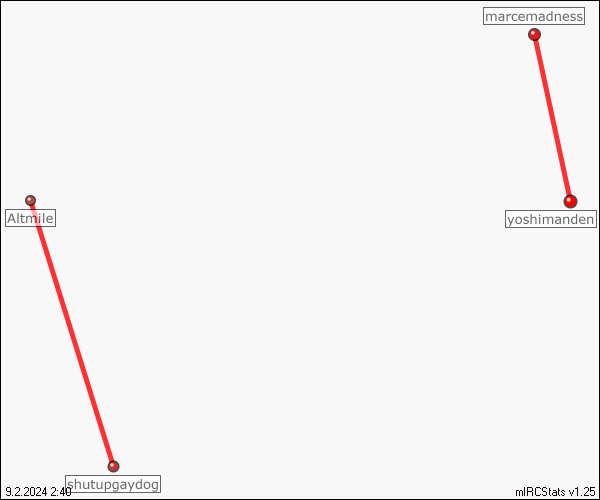 marcemadness
Altmile
yoshimanden
shutupgaydog
9.2.2024 2:40
mIRCStats v1.25